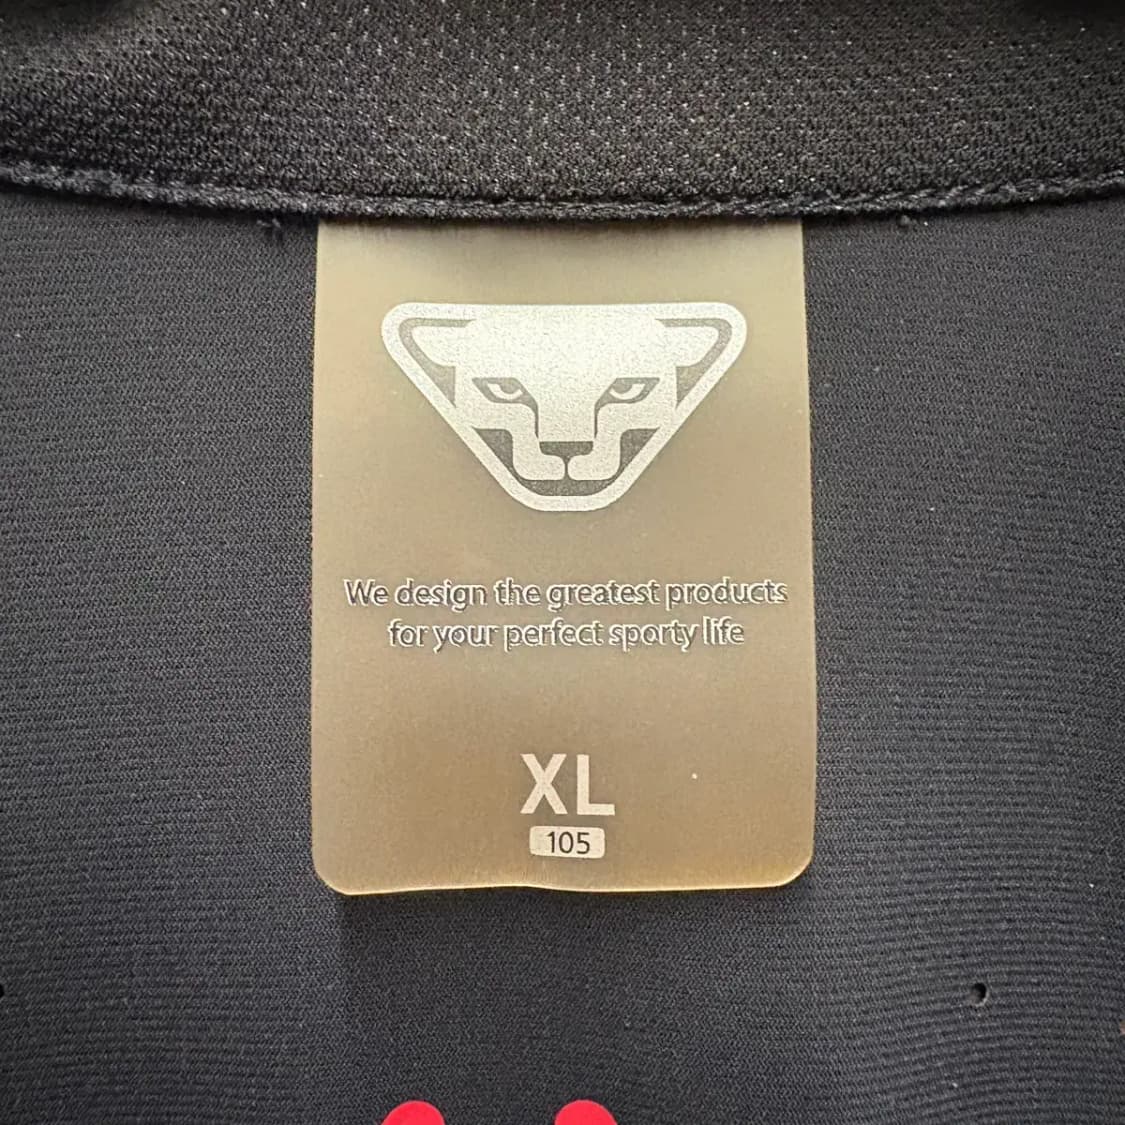 We design the greatest products
for your perfect sporty life
XL
105